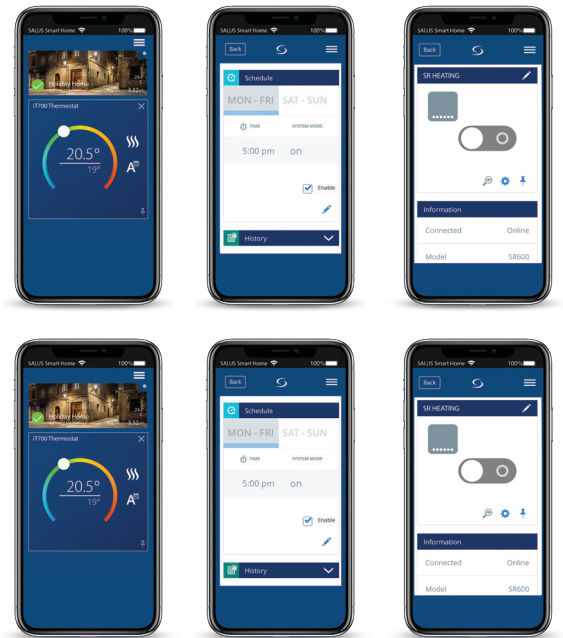 SALUS Smart Home 100%
Holiday Home
iT700 Thermostat
20.5°
19°
SALUS Smart Home 100%
Back
Schedule
MON - FRI SAT - SUN
TIME SYSTEM MODE
5:00 pm on
Enable
History
SALUS Smart Home 100%
Back
SR HEATING
Information
Connected Online
Model SR600
SALUS Smart Home 100%
Holiday Home
iT700 Thermostat
20.5°
19°
SALUS Smart Home 100%
Back
Schedule
MON - FRI SAT - SUN
TIME SYSTEM MODE
5:00 pm on
Enable
History
SALUS Smart Home 100%
Back
SR HEATING
Information
Connected Online
Model SR600